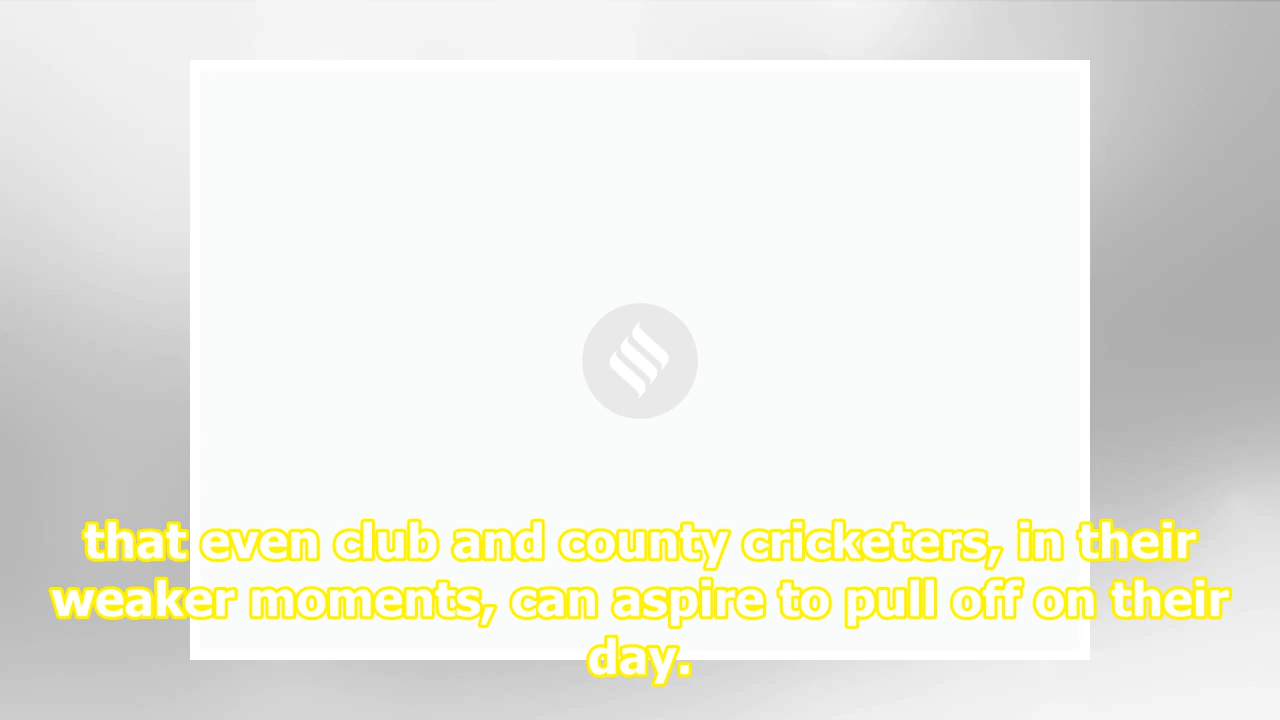 that even club and county cricketers, in their
weaker moments, can aspire to pull off on their
day.